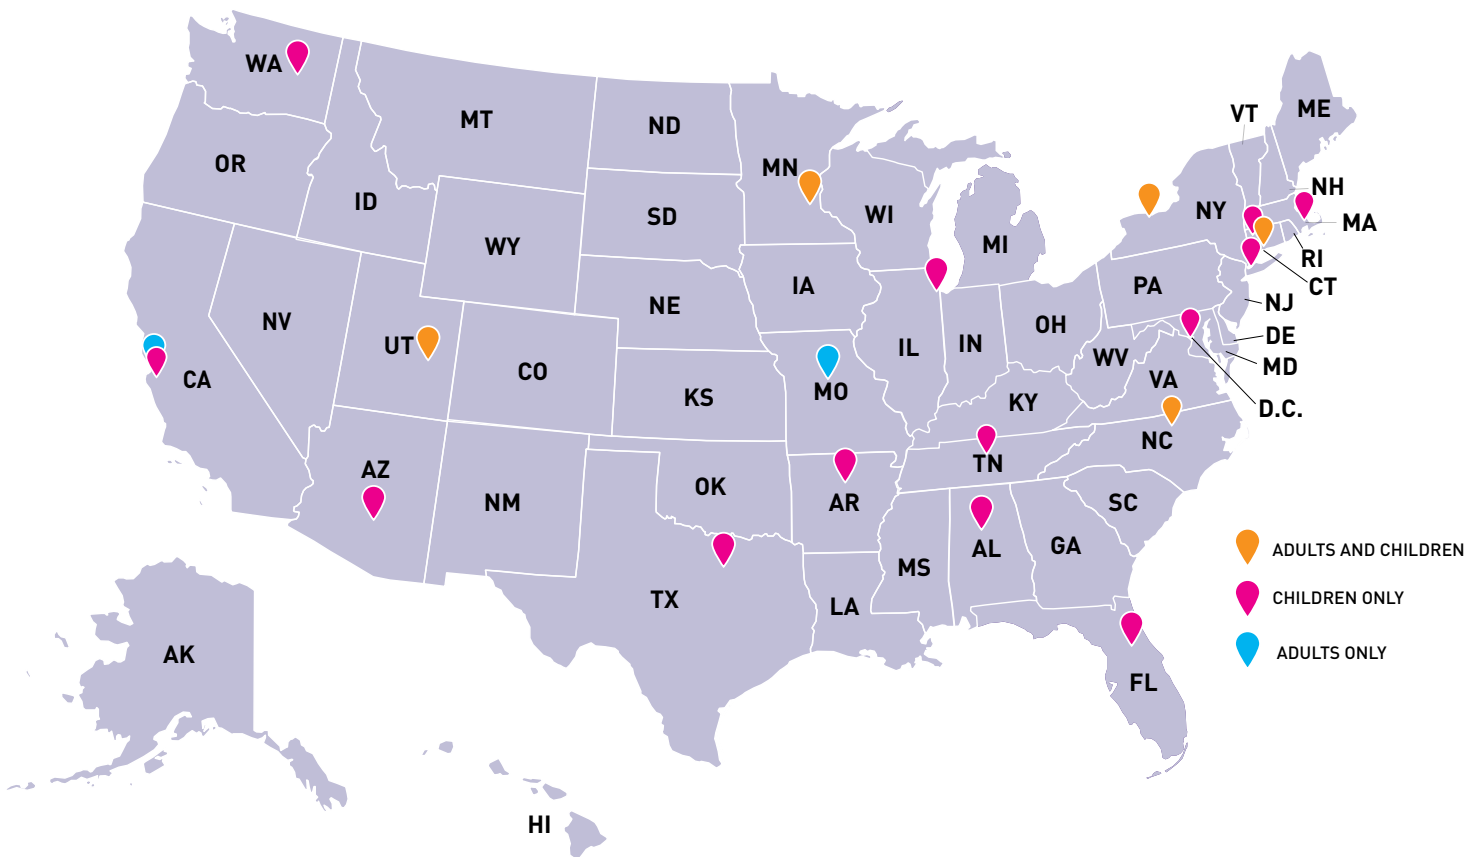 WA
MT
ND
MN
VT
ME
OR
ID
WY
SD
WI
MI
NY
NH
MA
RI
CT
NV
UT
CO
NE
IA
IL
IN
OH
PA
NJ
DE
MD
D.C.
CA
KS
MO
KY
WV
VA
AZ
NM
OK
AR
TN
NC
SC
TX
LA
MS
AL
GA
FL
AK
HI
ADULTS AND CHILDREN
CHILDREN ONLY
ADULTS ONLY